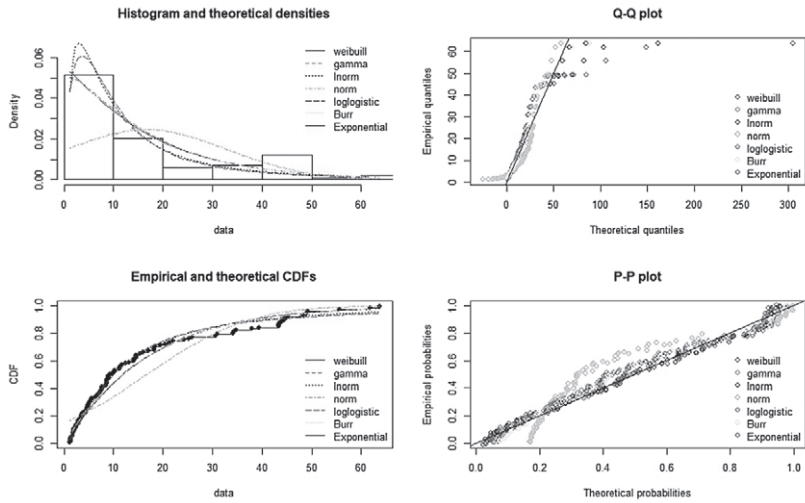 Histogram and theoretical densities
Density
0.00
0.02
0.04
0.06
0
10
20
30
40
50
60
data
weibuill
gamma
lnorm
norm
loglogistic
Burr
Exponential
Q-Q plot
Empirical quantiles
0
10
20
30
40
50
60
0
50
100
150
200
250
300
Theoretical quantiles
weibuill
gamma
lnorm
norm
loglogistic
Burr
Exponential
Empirical and theoretical CDFs
CDF
0.0
0.2
0.4
0.6
0.8
1.0
0
10
20
30
40
50
60
data
weibuill
gamma
lnorm
norm
loglogistic
Burr
Exponential
P-P plot
Empirical probabilities
0.0
0.2
0.4
0.6
0.8
1.0
0.0
0.2
0.4
0.6
0.8
1.0
Theoretical probabilities
weibuill
gamma
lnorm
norm
loglogistic
Burr
Exponential